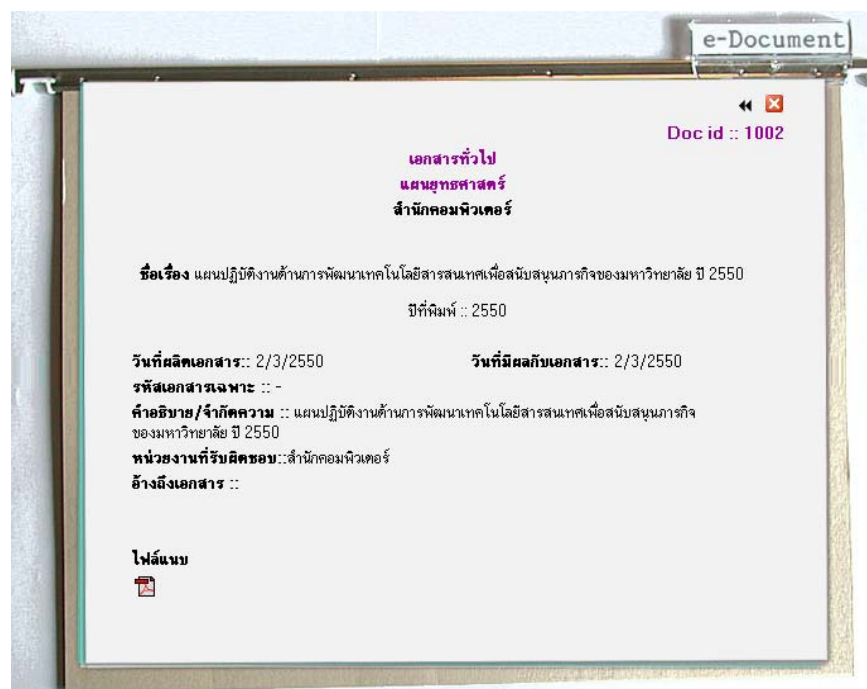 e-Document
Doc id :: 1002
เอกสารทั่วไป
แผนยุทธศาสตร์
สำนักคอมพิวเตอร์
ชื่อเรื่อง แผนปฏิบัติงานด้านการพัฒนาเทคโนโลยีสารสนเทศเพื่อสนับสนุนภารกิจของมหาวิทยาลัย ปี 2550
ปีที่พิมพ์ :: 2550
วันที่ผลิตเอกสาร:: 2/3/2550 วันที่มีผลกับเอกสาร:: 2/3/2550
รหัสเอกสารเฉพาะ :: -
คำอธิบาย/จำกัดความ :: แผนปฏิบัติงานด้านการพัฒนาเทคโนโลยีสารสนเทศเพื่อสนับสนุนภารกิจ
ของมหาวิทยาลัย ปี 2550
หน่วยงานที่รับผิดชอบ::สำนักคอมพิวเตอร์
อ้างถึงเอกสาร ::
ไฟล์แนบ